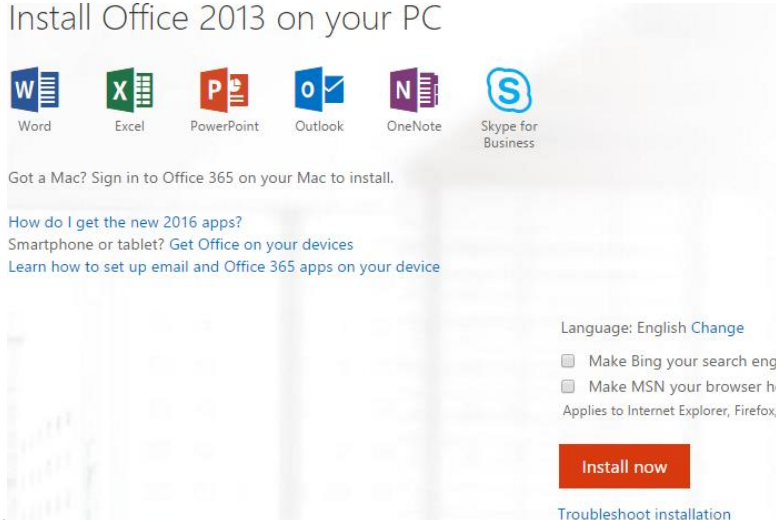 Install Office 2013 on your PC
W X P O N S
Word Excel PowerPoint Outlook OneNote Skype for
Business
Got a Mac? Sign in to Office 365 on your Mac to install.
How do I get the new 2016 apps?
Smartphone or tablet? Get Office on your devices
Learn how to set up email and Office 365 apps on your device
Language: English Change
Make Bing your search eng
Make MSN your browser h
Applies to Internet Explorer, Firefox,
Install now
Troubleshoot installation